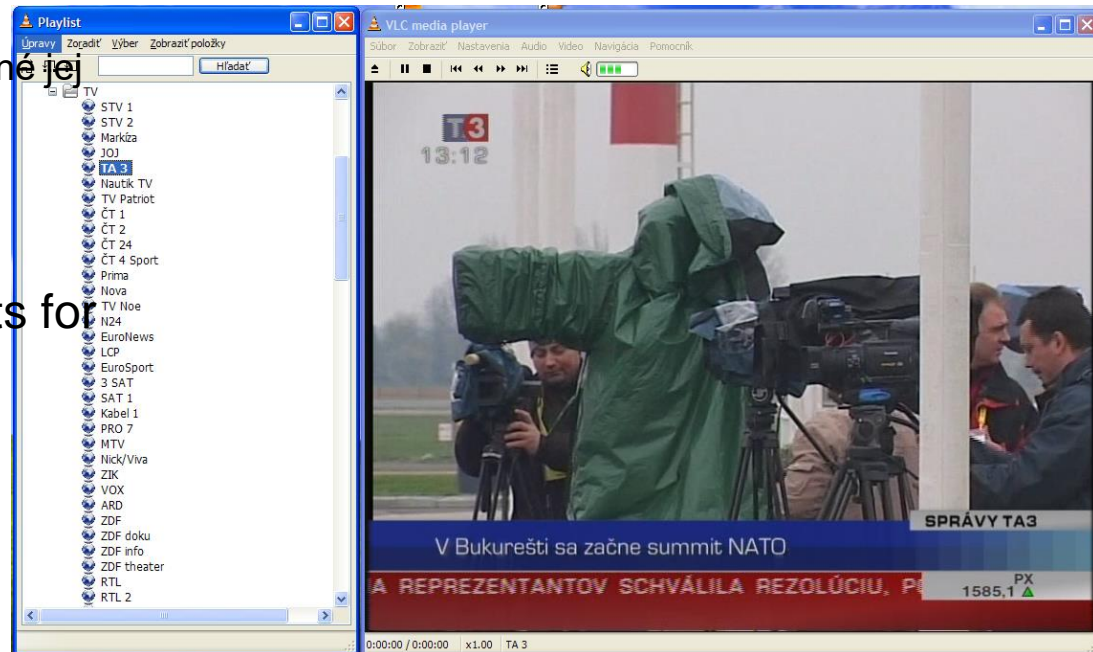 Playlist
Úpravy Zoradiť Výber Zobraziť položky
né jej
Hľadať
TV
STV 1
STV 2
Markíza
JOJ
TA 3
Nautik TV
TV Patriot
ČT 1
ČT 2
ČT 24
ČT 4 Sport
Prima
Nova
ts for
TV Noe
N24
EuroNews
LCP
EuroSport
3 SAT
SAT 1
Kabel 1
PRO 7
MTV
Nick/Viva
ZIK
VOX
ARD
ZDF
ZDF doku
ZDF info
ZDF theater
RTL
RTL 2
VLC media player
Súbor Zobraziť Nastavenia Audio Video Navigácia Pomocník
TA3
13:12
SPRÁVY TA3
V Bukurešti sa začne summit NATO
A REPREZENTANTOV SCHVÁLILA REZOLÚCIU,
PX
1585,1
0:00:00 / 0:00:00 x1.00 TA 3